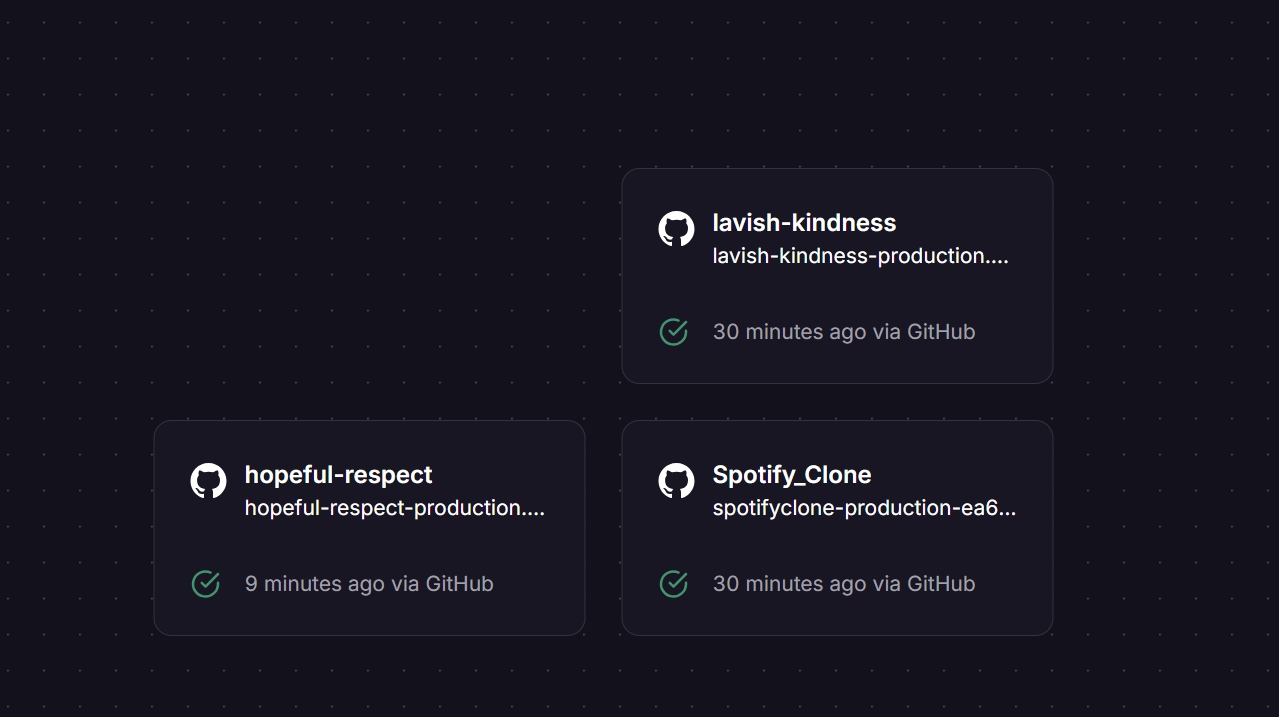 lavish-kindness
lavish-kindness-production....
30 minutes ago via GitHub
hopeful-respect
hopeful-respect-production....
9 minutes ago via GitHub
Spotify_Clone
spotifyclone-production-ea6...
30 minutes ago via GitHub